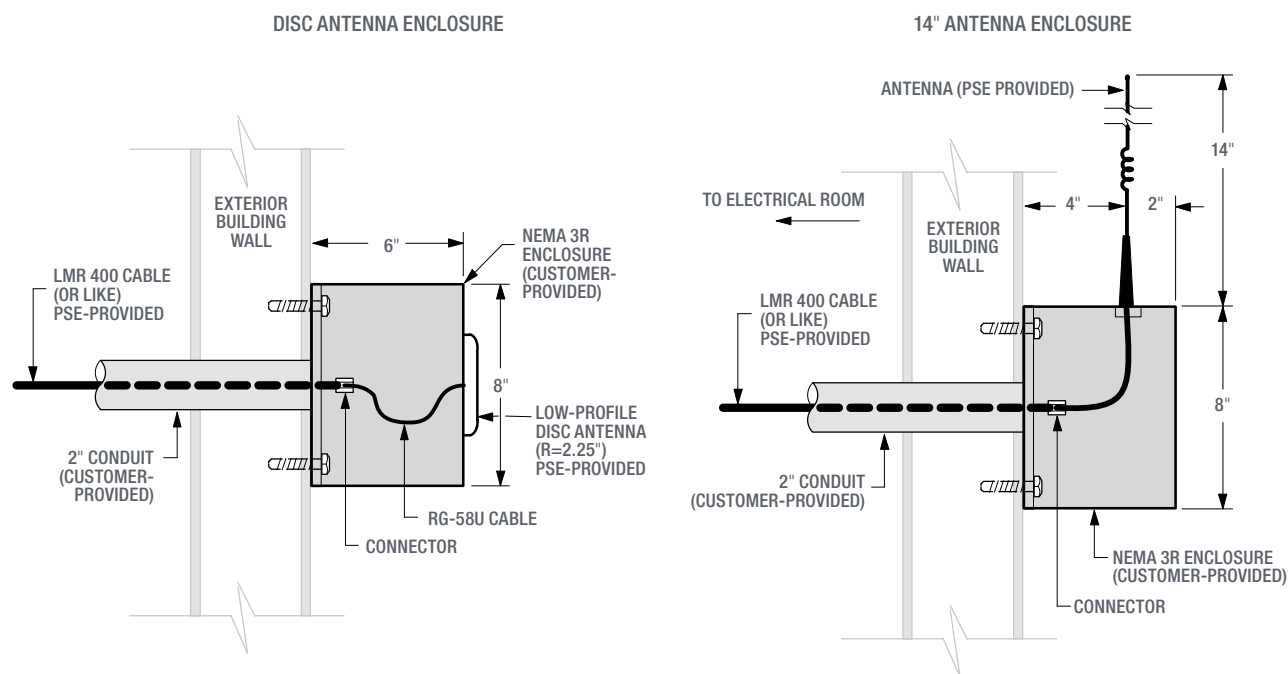 DISC ANTENNA ENCLOSURE
EXTERIOR
BUILDING
WALL
6"
NEMA 3R
ENCLOSURE
(CUSTOMER-
PROVIDED)
LMR 400 CABLE
(OR LIKE)
PSE-PROVIDED
8"
LOW-PROFILE
DISC ANTENNA
(R=2.25")
PSE-PROVIDED
2" CONDUIT
(CUSTOMER-
PROVIDED)
RG-58U CABLE
CONNECTOR
14" ANTENNA ENCLOSURE
ANTENNA (PSE PROVIDED)
14"
TO ELECTRICAL ROOM
4"
2"
EXTERIOR
BUILDING
WALL
LMR 400 CABLE
(OR LIKE)
PSE-PROVIDED
8"
2" CONDUIT
(CUSTOMER-PROVIDED)
NEMA 3R ENCLOSURE
(CUSTOMER-PROVIDED)
CONNECTOR